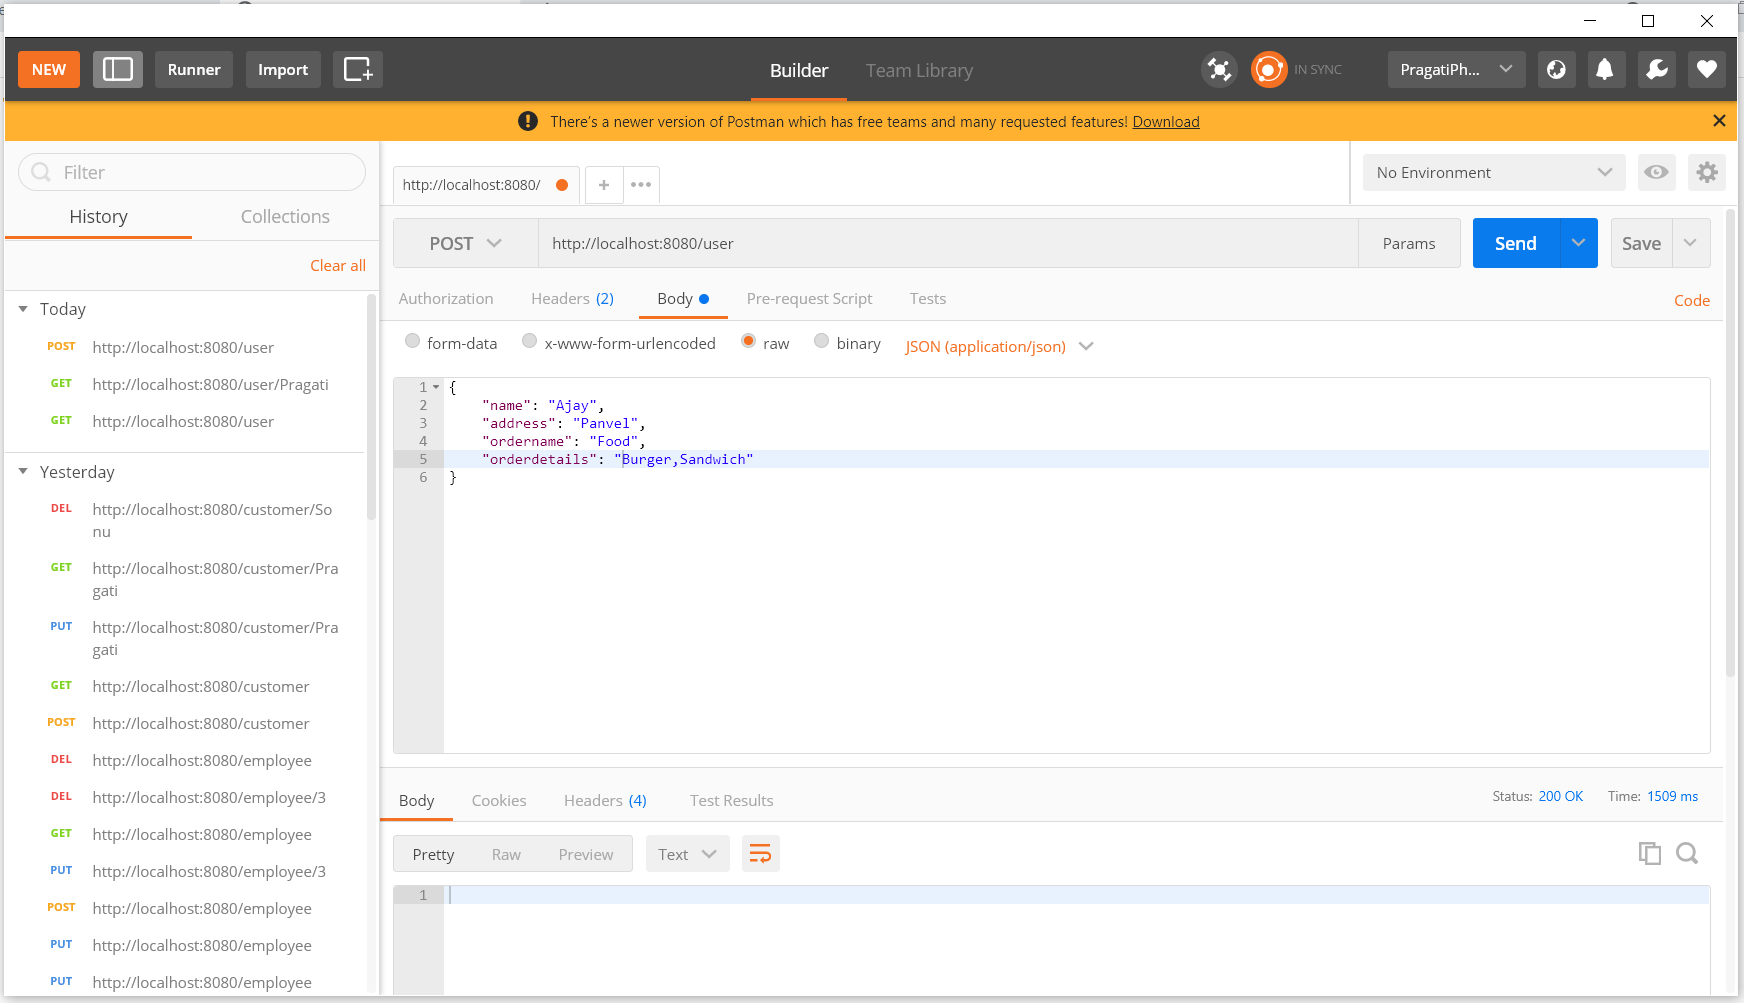 NEW
Runner
Import
Builder
Team Library
IN SYNC
PragatiPh...
There's a newer version of Postman which has free teams and many requested features! Download
Filter
History
Collections
Clear all
Today
POST http://localhost:8080/user
GET http://localhost:8080/user/Pragati
GET http://localhost:8080/user
Yesterday
DEL http://localhost:8080/customer/So
nu
GET http://localhost:8080/customer/Pra
gati
PUT http://localhost:8080/customer/Pra
gati
GET http://localhost:8080/customer
POST http://localhost:8080/customer
DEL http://localhost:8080/employee
DEL http://localhost:8080/employee/3
GET http://localhost:8080/employee
PUT http://localhost:8080/employee/3
POST http://localhost:8080/employee
PUT http://localhost:8080/employee
PUT http://localhost:8080/employee
http://localhost:8080/
No Environment
POST
http://localhost:8080/user
Params
Send
Save
Authorization
Headers (2)
Body
Pre-request Script
Tests
Code
form-data
x-www-form-urlencoded
raw
binary
JSON (application/json)
1 {
2 "name": "Ajay",
3 "address": "Panvel",
4 "ordername": "Food",
5 "orderdetails": "Burger,Sandwich"
6 }
Body
Cookies
Headers (4)
Test Results
Status: 200 OK
Time: 1509 ms
Pretty
Raw
Preview
Text
1